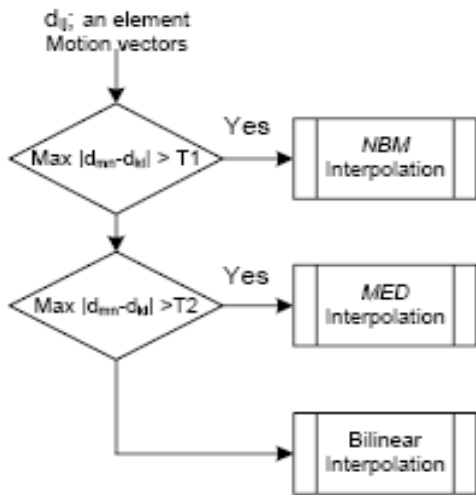 dij; an element
Motion vectors
Yes
Max |dmn-dkl| > T1
NBM
Interpolation
Yes
Max |dmn-dkl| >T2
MED
Interpolation
Bilinear
Interpolation